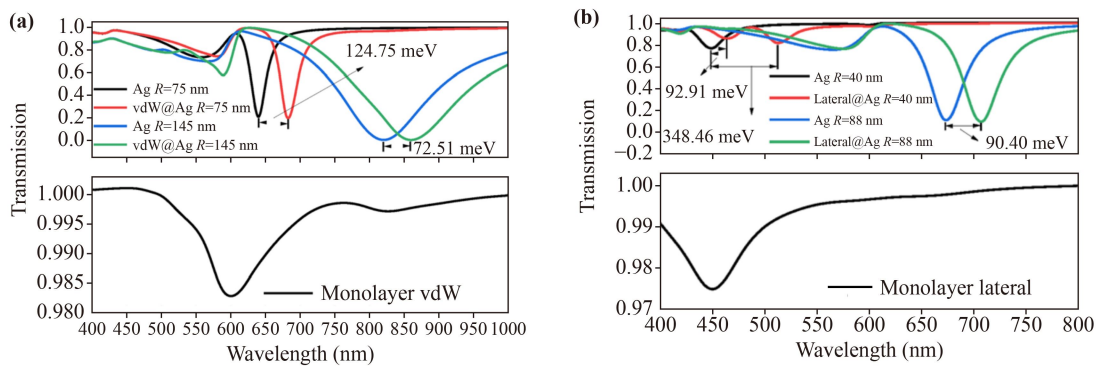 (a)
Transmission
1.0
0.8
0.6
0.4
0.2
0.0
124.75 meV
Ag R=75 nm
vdW@Ag R=75 nm
Ag R=145 nm
vdW@Ag R=145 nm
72.51 meV
1.000
0.995
0.990
0.985
0.980
Monolayer vdW
400 450 500 550 600 650 700 750 800 850 900 950 1000
Wavelength (nm)
(b)
Transmission
1.0
0.8
0.6
0.4
0.2
0.0
−0.2
92.91 meV
348.46 meV
Ag R=40 nm
Lateral@Ag R=40 nm
Ag R=88 nm
Lateral@Ag R=88 nm
90.40 meV
1.00
0.99
0.98
0.97
Monolayer lateral
400 450 500 550 600 650 700 750 800
Wavelength (nm)